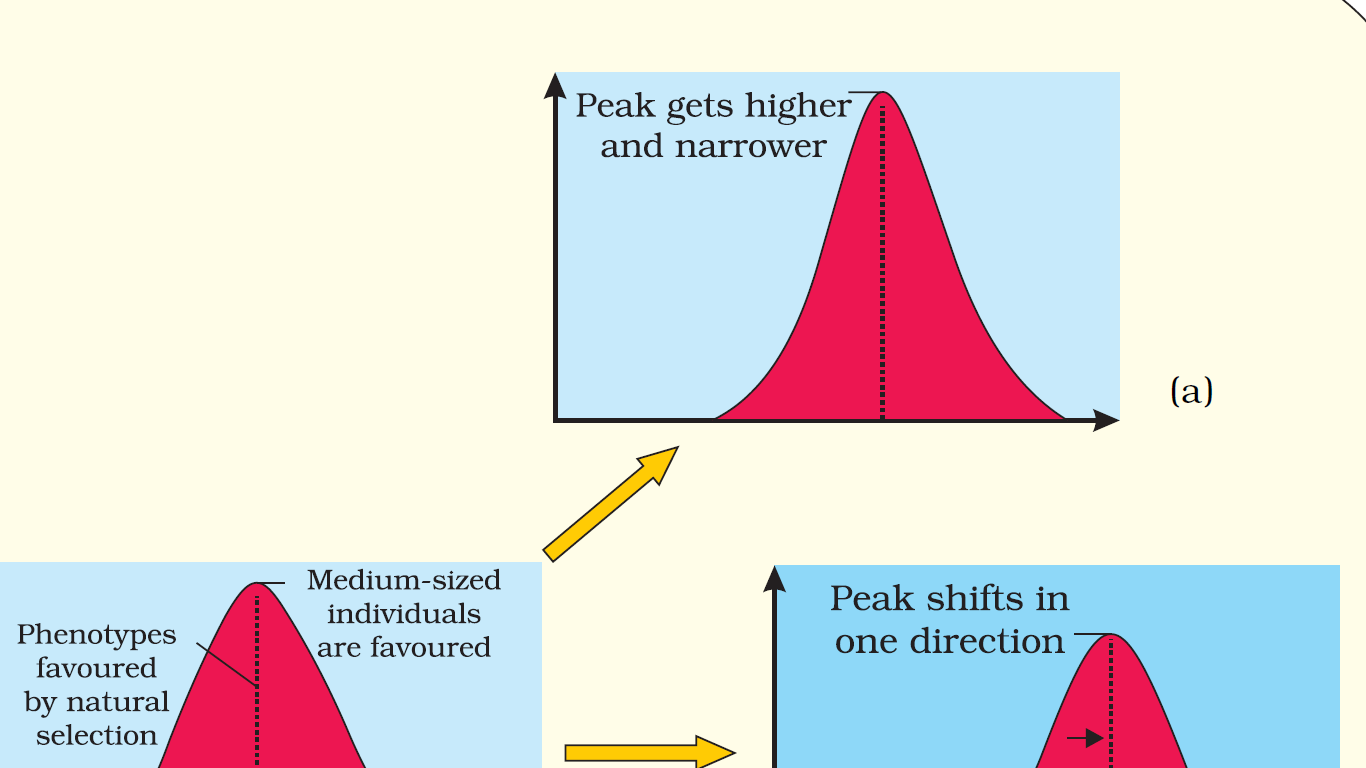 Peak gets higher
and narrower
(a)
Medium-sized
individuals
are favoured
Phenotypes
favoured
by natural
selection
Peak shifts in
one direction